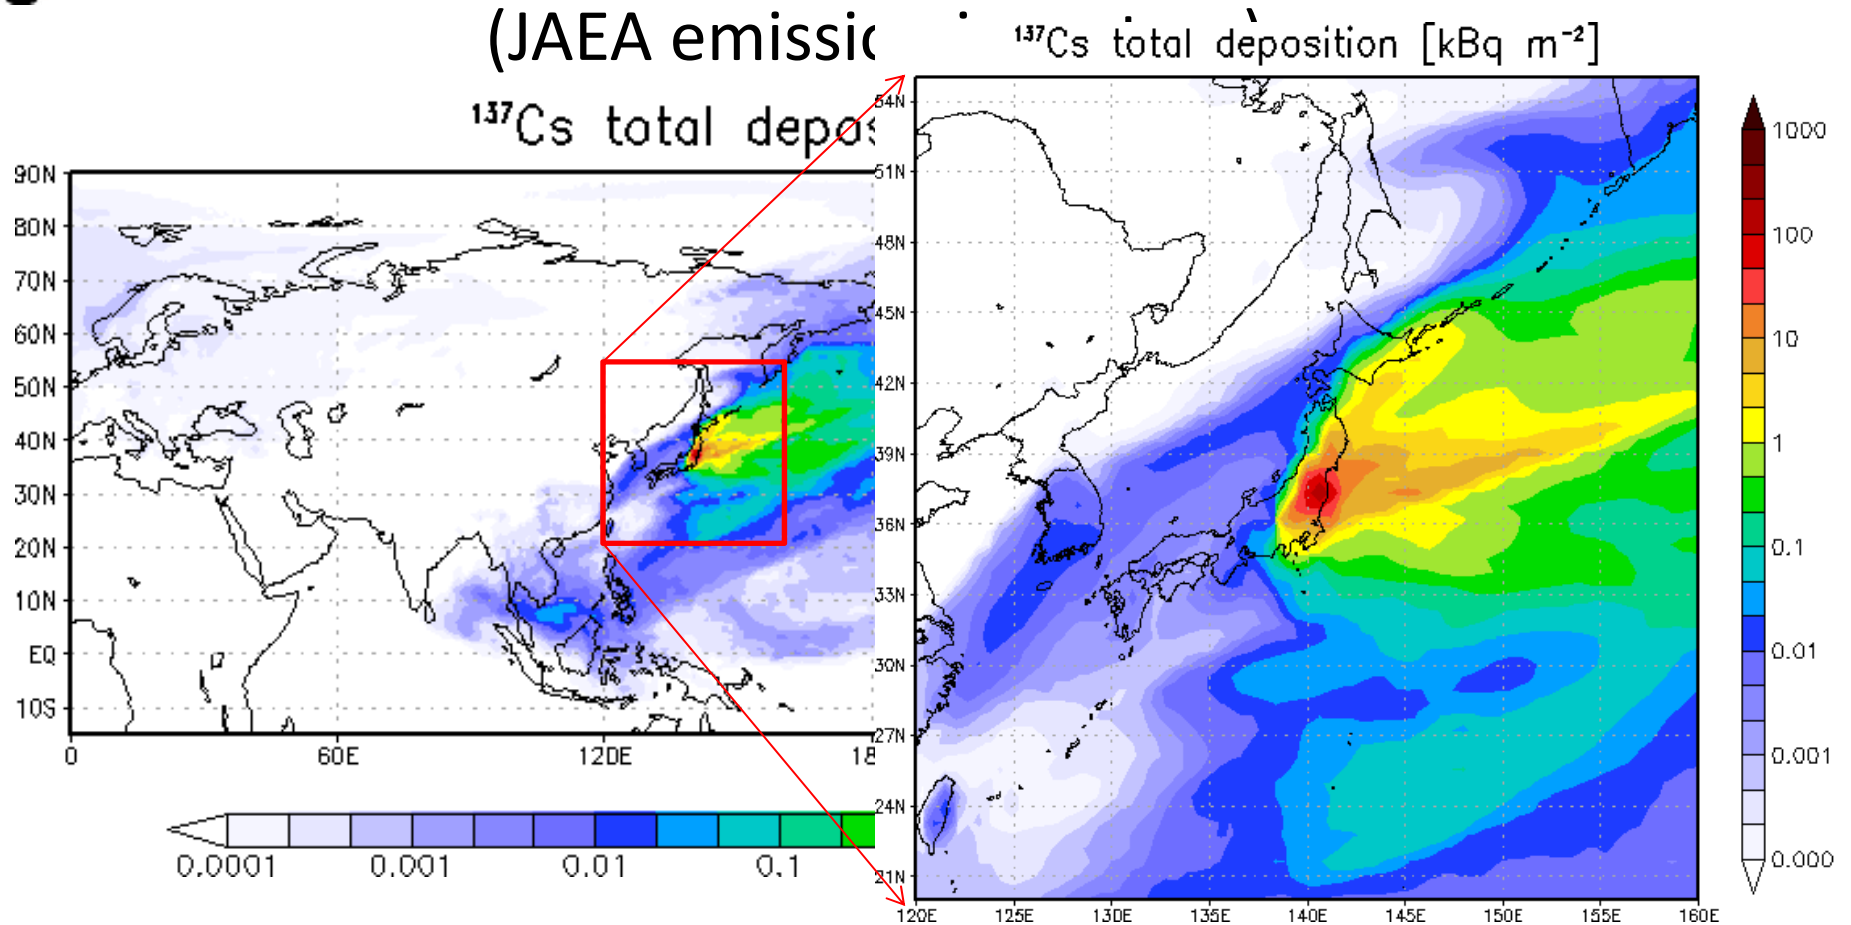 (JAEA emissio
¹³⁷Cs total depos
90N
80N
70N
60N
50N
40N
30N
20N
10N
EQ
10S
0 60E 120E 18
0.0001 0.001 0.01 0.1
¹³⁷Cs total deposition [kBq m⁻²]
54N
51N
48N
45N
42N
39N
36N
33N
30N
27N
24N
21N
120E 125E 130E 135E 140E 145E 150E 155E 160E
1000
100
10
1
0.1
0.01
0.001
0.000